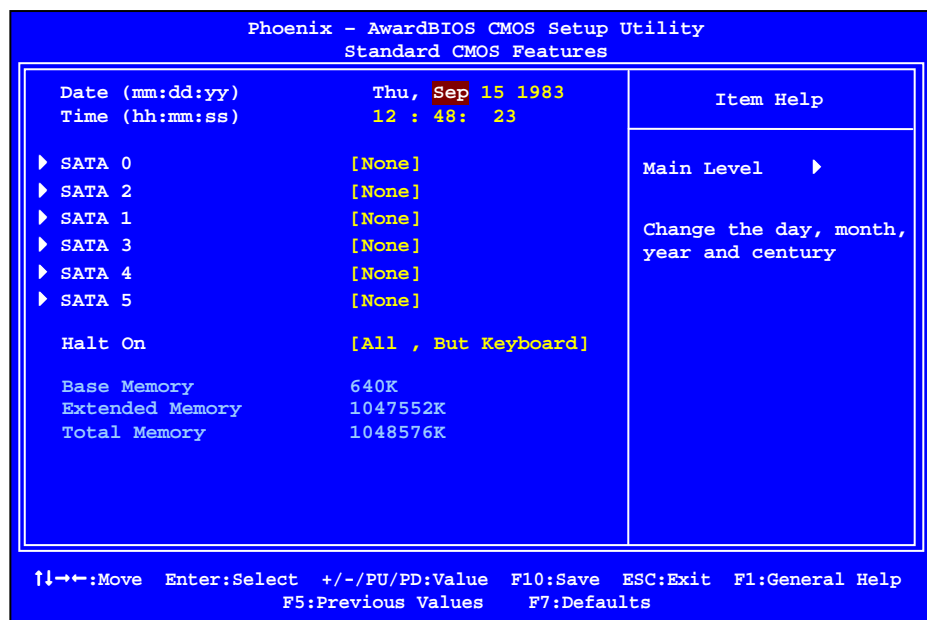 Phoenix – AwardBIOS CMOS Setup Utility
Standard CMOS Features
Date (mm:dd:yy) Thu, Sep 15 1983
Time (hh:mm:ss) 12 : 48: 23
SATA 0 [None]
SATA 2 [None]
SATA 1 [None]
SATA 3 [None]
SATA 4 [None]
SATA 5 [None]
Halt On [All , But Keyboard]
Base Memory 640K
Extended Memory 1047552K
Total Memory 1048576K
Item Help
Main Level
Change the day, month,
year and century
↑↓→←:Move Enter:Select +/-/PU/PD:Value F10:Save ESC:Exit F1:General Help
F5:Previous Values F7:Defaults